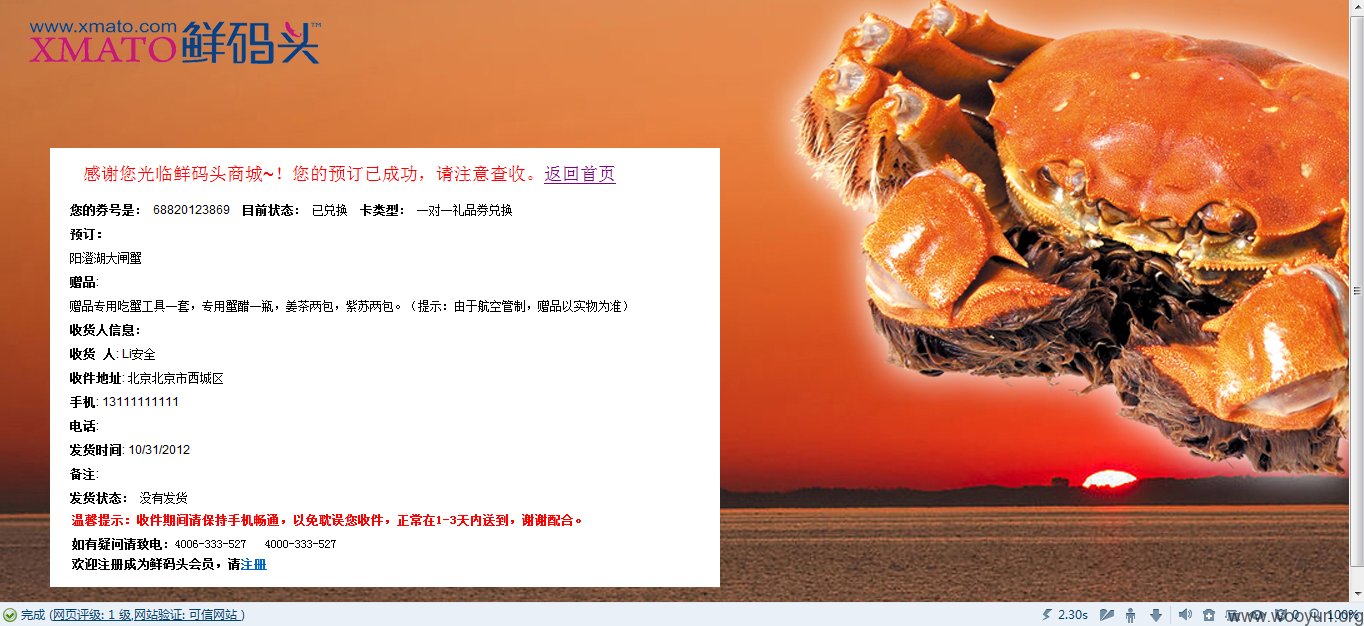 www.xmato.com
XMATO鲜码头™
感谢您光临鲜码头商城~！您的预订已成功，请注意查收。返回首页
您的券号是： 68820123869 目前状态： 已兑换 卡类型： 一对一礼品券兑换
预订：
阳澄湖大闸蟹
赠品:
赠品专用吃蟹工具一套，专用蟹醋一瓶，姜茶两包，紫苏两包。（提示：由于航空管制，赠品以实物为准）
收货人信息：
收货 人: Li安全
收件地址: 北京北京市西城区
手机: 13111111111
电话:
发货时间: 10/31/2012
备注:
发货状态： 没有发货
温馨提示：收件期间请保持手机畅通，以免耽误您收件，正常在1-3天内送到，谢谢配合。
如有疑问请致电：4006-333-527 4000-333-527
欢迎注册成为鲜码头会员，请注册
完成 (网页评级: 1 级,网站验证: 可信网站 )
2.30s
0
100%
www.wooyun.org